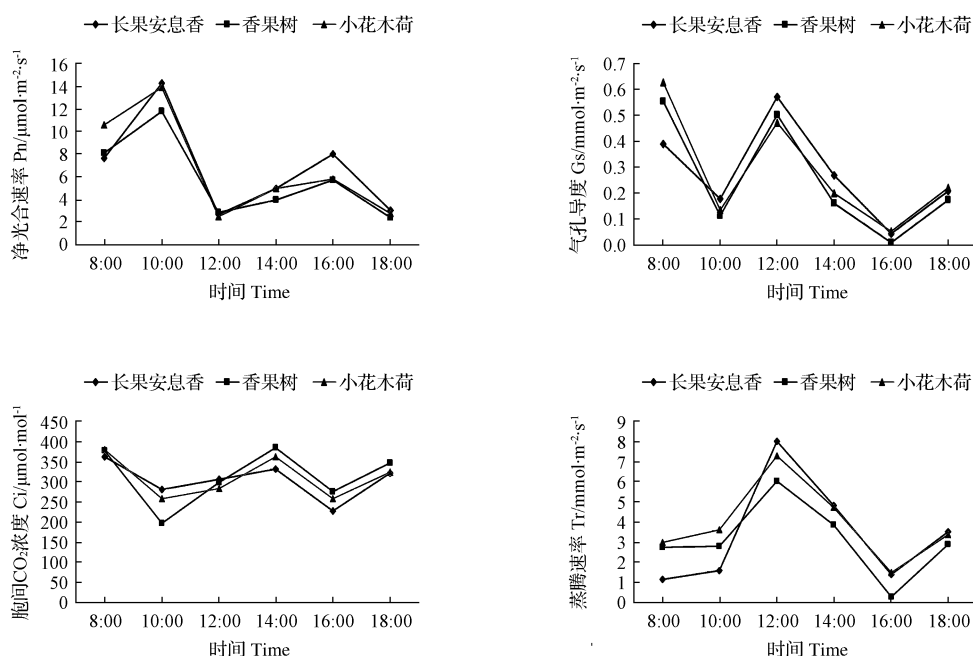 长果安息香 香果树 小花木荷
净光合速率 Pn/μmol·m⁻²·s⁻¹
16
14
12
10
8
6
4
2
0
8:00 10:00 12:00 14:00 16:00 18:00
时间 Time
长果安息香 香果树 小花木荷
气孔导度 Gs/mmol·m⁻²·s⁻¹
0.7
0.6
0.5
0.4
0.3
0.2
0.1
0.0
8:00 10:00 12:00 14:00 16:00 18:00
时间 Time
长果安息香 香果树 小花木荷
胞间CO₂浓度 Ci/μmol·mol⁻¹
450
400
350
300
250
200
150
100
50
0
8:00 10:00 12:00 14:00 16:00 18:00
时间 Time
长果安息香 香果树 小花木荷
蒸腾速率 Tr/mmol·m⁻²·s⁻¹
9
8
7
6
5
4
3
2
1
0
8:00 10:00 12:00 14:00 16:00 18:00
时间 Time